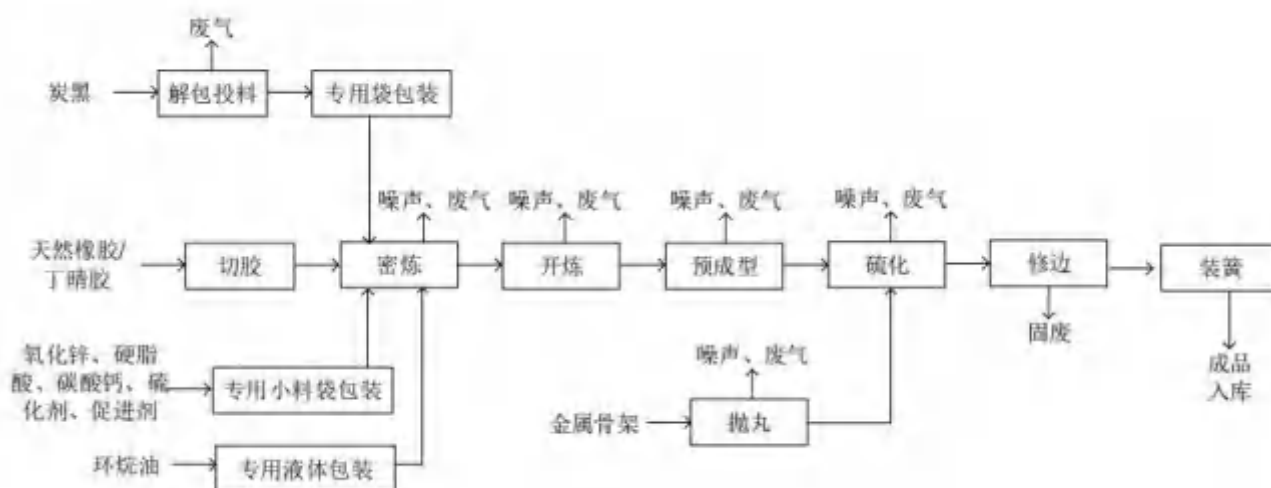 废气
炭黑
解包投料
专用袋包装
噪声、废气
噪声、废气
噪声、废气
噪声、废气
天然橡胶/
丁晴胶
切胶
密炼
开炼
预成型
硫化
修边
装簧
固废
成品
入库
氧化锌、硬脂
酸、碳酸钙、硫
化剂、促进剂
专用小料袋包装
噪声、废气
金属骨架
抛丸
环烷油
专用液体包装